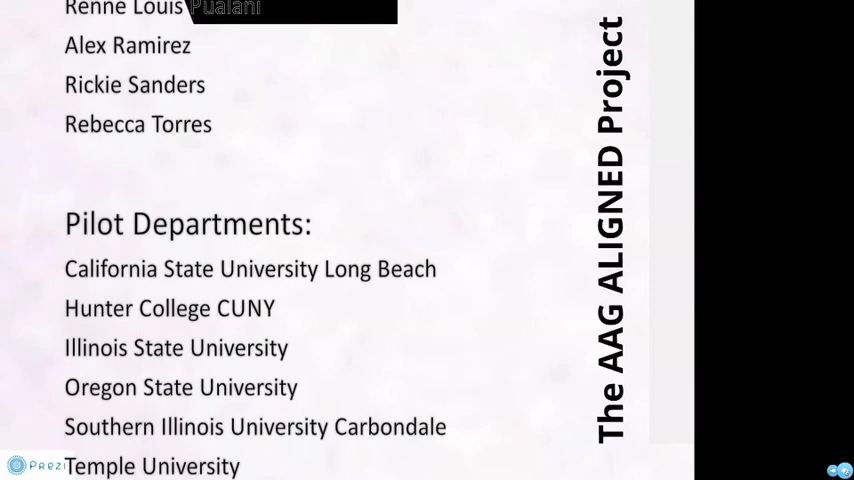 Renne Louis Pualani
Alex Ramirez
Rickie Sanders
Rebecca Torres
Pilot Departments:
California State University Long Beach
Hunter College CUNY
Illinois State University
Oregon State University
Southern Illinois University Carbondale
Temple University
The AAG ALIGNED Project
Prezi